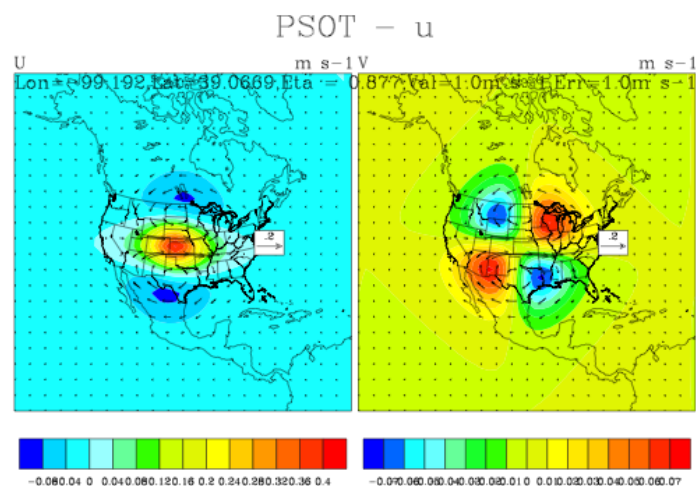 PSOT - u
U m s-1 V m s-1
Lon=-99.192,Lat=39.0669,Eta = 0.877,Val=1.0m s-1,Err=1.0m s-1
.2 .2
-0.08 0.04 0 0.04 0.08 0.12 0.16 0.2 0.24 0.28 0.32 0.36 0.4
-0.07 0.06 0.05 0.04 0.03 0.02 0.01 0 0.01 0.02 0.03 0.04 0.05 0.06 0.07